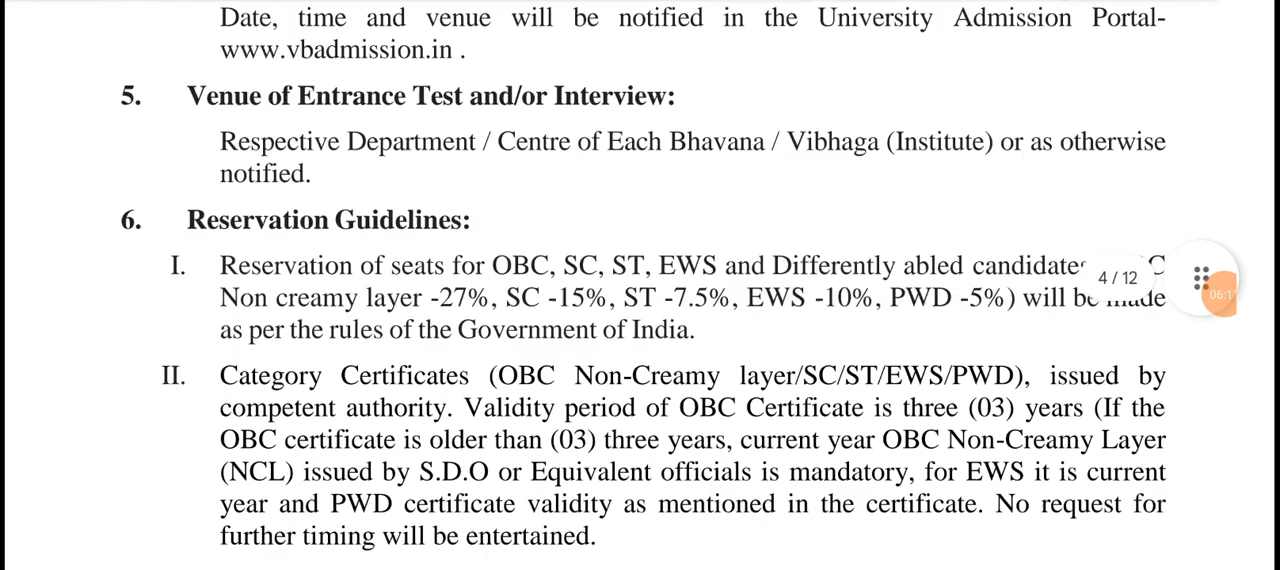 Date, time and venue will be notified in the University Admission Portal-
www.vbadmission.in .
5. Venue of Entrance Test and/or Interview:
Respective Department / Centre of Each Bhavana / Vibhaga (Institute) or as otherwise
notified.
6. Reservation Guidelines:
I. Reservation of seats for OBC, SC, ST, EWS and Differently abled
4 / 12
Non creamy layer -27%, SC -15%, ST -7.5%, EWS -10%, PWD -5%) will
as per the rules of the Government of India.
II. Category Certificates (OBC Non-Creamy layer/SC/ST/EWS/PWD), issued by
competent authority. Validity period of OBC Certificate is three (03) years (If the
OBC certificate is older than (03) three years, current year OBC Non-Creamy Layer
(NCL) issued by S.D.O or Equivalent officials is mandatory, for EWS it is current
year and PWD certificate validity as mentioned in the certificate. No request for
further timing will be entertained.